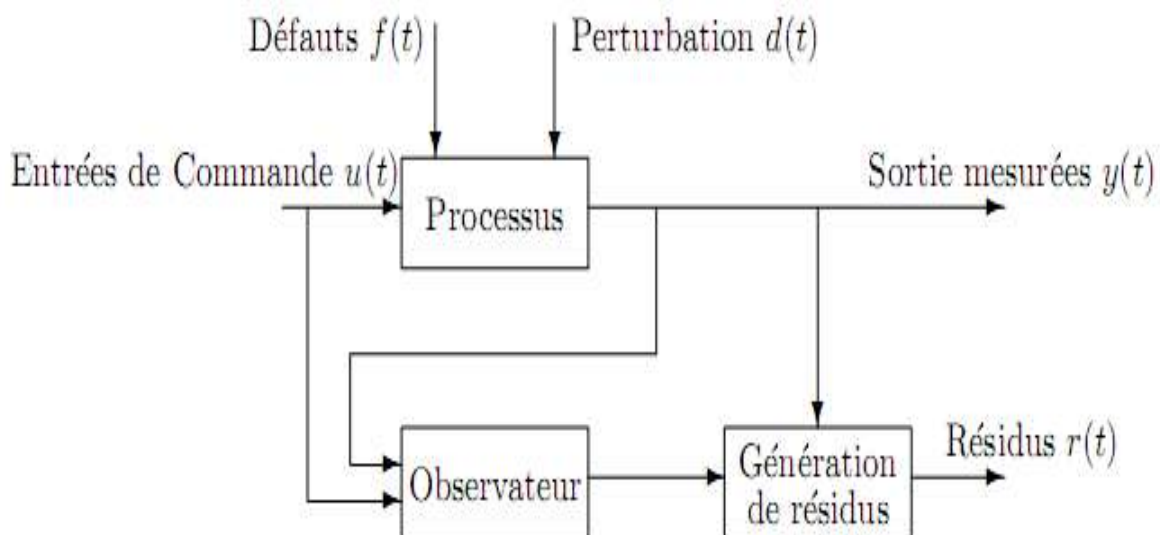 Défauts f(t)
Perturbation d(t)
Entrées de Commande u(t)
Sortie mesurées y(t)
Processus
Résidus r(t)
Observateur
Génération
de résidus